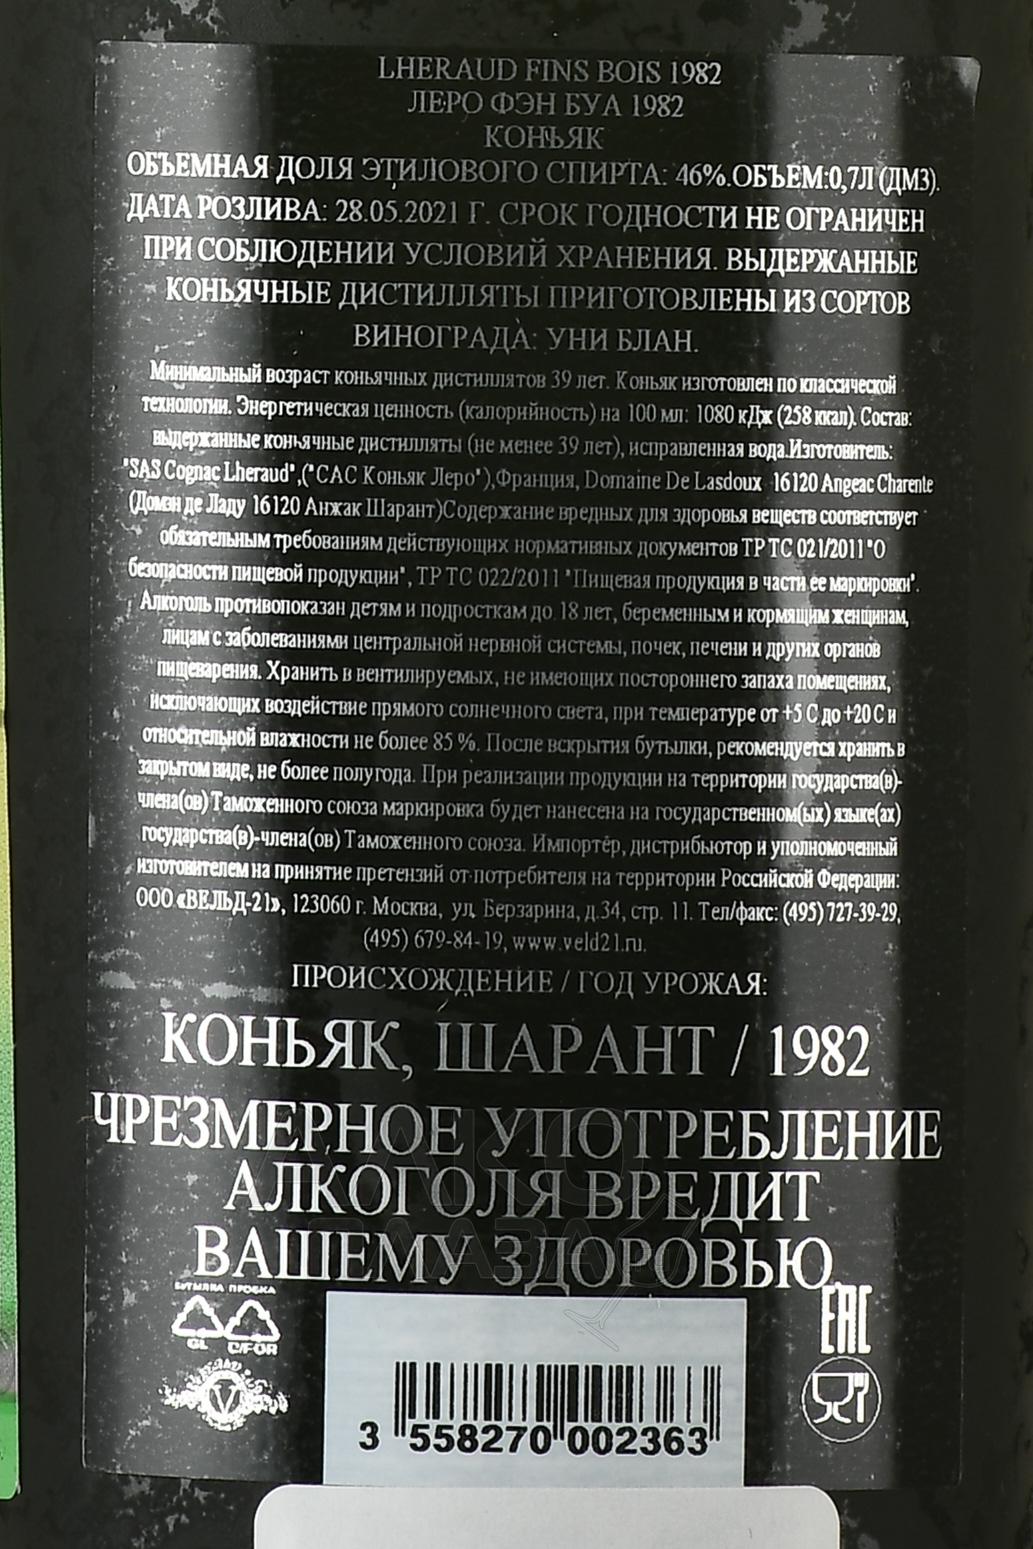 LHERAUD FINS BOIS 1982
ЛЕРО ФЭН БУА 1982
КОНЬЯК
ОБЪЕМНАЯ ДОЛЯ ЭТИЛОВОГО СПИРТА: 46%.ОБЪЕМ:0,7Л (ДМ3).
ДАТА РОЗЛИВА: 28.05.2021 Г. СРОК ГОДНОСТИ НЕ ОГРАНИЧЕН
ПРИ СОБЛЮДЕНИИ УСЛОВИЙ ХРАНЕНИЯ. ВЫДЕРЖАННЫЕ
КОНЬЯЧНЫЕ ДИСТИЛЛЯТЫ ПРИГОТОВЛЕНЫ ИЗ СОРТОВ
ВИНОГРАДА: УНИ БЛАН.
Минимальный возраст коньячных дистиллятов 39 лет. Коньяк изготовлен по классической
технологии. Энергетическая ценность (калорийность) на 100 мл: 1080 кДж (258 ккал). Состав:
выдержанные коньячные дистилляты (не менее 39 лет), исправленная вода.Изготовитель:
"SAS Cognac Lheraud",("САС Коньяк Леро"),Франция, Domaine De Lasdoux 16120 Angeac Charente
(Домэн де Ладу 16120 Анжак Шарант)Содержание вредных для здоровья веществ соответствует
обязательным требованиям действующих нормативных документов ТР ТС 021/2011"О
безопасности пищевой продукции", ТР ТС 022/2011 "Пищевая продукция в части ее маркировки".
Алкоголь противопоказан детям и подросткам до 18 лет, беременным и кормящим женщинам,
лицам с заболеваниями центральной нервной системы, почек, печени и других органов
пищеварения. Хранить в вентилируемых, не имеющих постороннего запаха помещениях,
исключающих воздействие прямого солнечного света, при температуре от +5 С до +20 С и
относительной влажности не более 85 %. После вскрытия бутылки, рекомендуется хранить в
закрытом виде, не более полугода. При реализации продукции на территории государства(в)-
члена(ов) Таможенного союза маркировка будет нанесена на государственном(ых) языке(ах)
государства(в)-члена(ов) Таможенного союза. Импортёр, дистрибьютор и уполномоченный
изготовителем на принятие претензий от потребителя на территории Российской Федерации:
ООО «ВЕЛЬД-21», 123060 г. Москва, ул. Берзарина, д.34, стр. 11. Тел/факс: (495) 727-39-29,
(495) 679-84-19, www.veld21.ru.
ПРОИСХОЖДЕНИЕ / ГОД УРОЖАЯ:
КОНЬЯК, ШАРАНТ / 1982
ЧРЕЗМЕРНОЕ УПОТРЕБЛЕНИЕ
АЛКОГОЛЯ ВРЕДИТ
ВАШЕМУ ЗДОРОВЬЮ.
БУТЫЛКА ПРОБКА
GL C/FOR
V
EAC
3 558270 002363